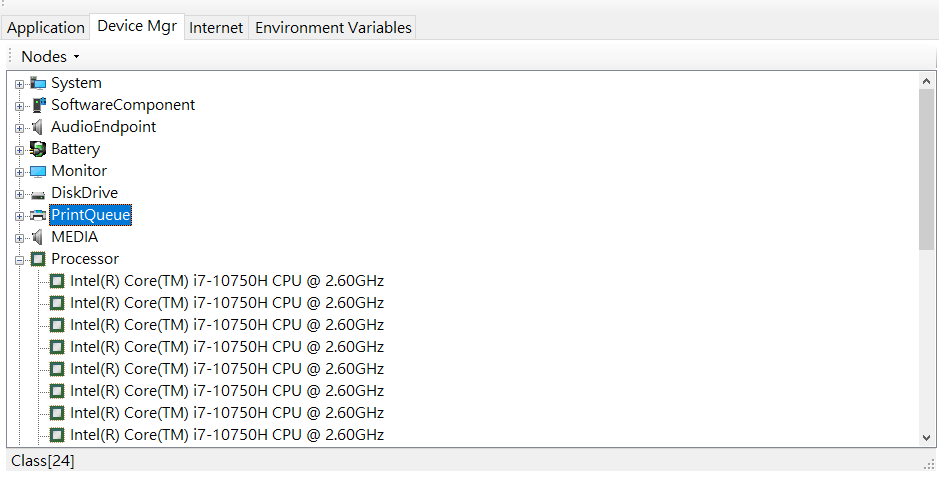 Application Device Mgr Internet Environment Variables
Nodes
System
SoftwareComponent
AudioEndpoint
Battery
Monitor
DiskDrive
PrintQueue
MEDIA
Processor
Intel(R) Core(TM) i7-10750H CPU @ 2.60GHz
Intel(R) Core(TM) i7-10750H CPU @ 2.60GHz
Intel(R) Core(TM) i7-10750H CPU @ 2.60GHz
Intel(R) Core(TM) i7-10750H CPU @ 2.60GHz
Intel(R) Core(TM) i7-10750H CPU @ 2.60GHz
Intel(R) Core(TM) i7-10750H CPU @ 2.60GHz
Intel(R) Core(TM) i7-10750H CPU @ 2.60GHz
Intel(R) Core(TM) i7-10750H CPU @ 2.60GHz
Class[24]